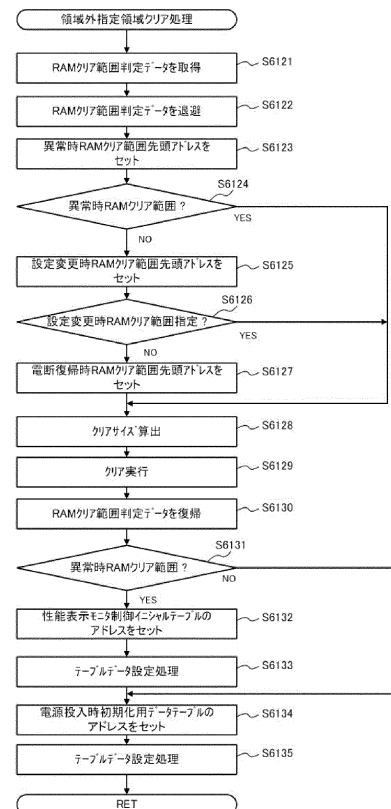 領域外指定領域クリア処理
RAMクリア範囲判定データを取得
S6121
RAMクリア範囲判定データを退避
S6122
異常時RAMクリア範囲先頭アドレスを
セット
S6123
S6124
異常時RAMクリア範囲?
YES
NO
設定変更時RAMクリア範囲先頭アドレスを
セット
S6125
S6126
設定変更時RAMクリア範囲指定?
YES
NO
電断復帰時RAMクリア範囲先頭アドレスを
セット
S6127
クリアサイズ算出
S6128
クリア実行
S6129
RAMクリア範囲判定データを復帰
S6130
S6131
異常時RAMクリア範囲?
NO
YES
性能表示モニタ制御イニシャルテーブルの
アドレスをセット
S6132
テーブルデータ設定処理
S6133
電源投入時初期化用データテーブルの
アドレスをセット
S6134
テーブルデータ設定処理
S6135
RET